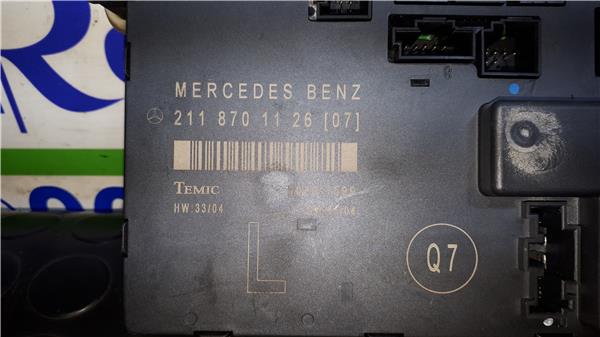 MERCEDES BENZ
211 870 11 26 [07]
TEMIC
HW:33/04
L
Q7